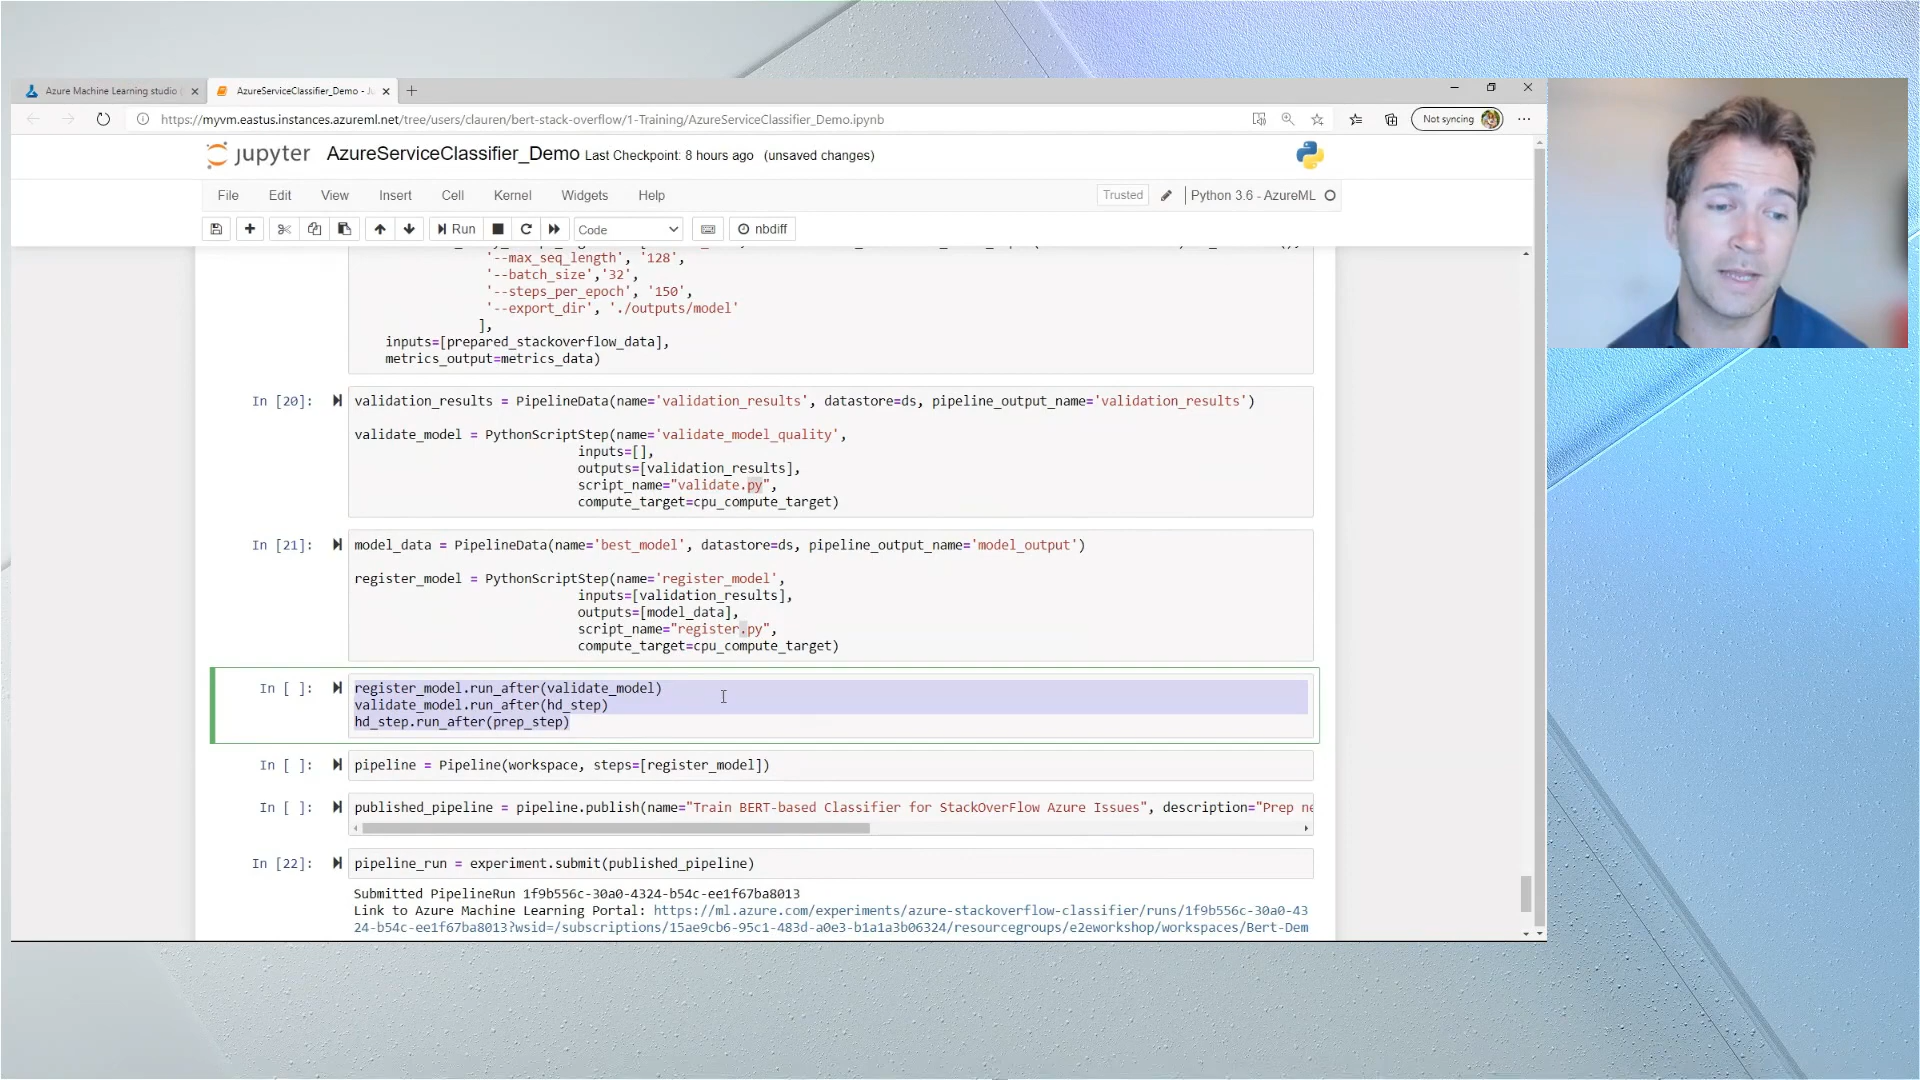 Azure Machine Learning studio
AzureServiceClassifier_Demo - Ju
https://myvm.eastus.instances.azureml.net/tree/users/clauren/bert-stack-overflow/1-Training/AzureServiceClassifier_Demo.ipynb
Not syncing
jupyter AzureServiceClassifier_Demo Last Checkpoint: 8 hours ago (unsaved changes)
File Edit View Insert Cell Kernel Widgets Help
Trusted Python 3.6 - AzureML
Run Code nbdiff
'--max_seq_length', '128',
'--batch_size','32',
'--steps_per_epoch', '150',
'--export_dir', './outputs/model'
],
inputs=[prepared_stackoverflow_data],
metrics_output=metrics_data)
In [20]: validation_results = PipelineData(name='validation_results', datastore=ds, pipeline_output_name='validation_results')
validate_model = PythonScriptStep(name='validate_model_quality',
inputs=[],
outputs=[validation_results],
script_name="validate.py",
compute_target=cpu_compute_target)
In [21]: model_data = PipelineData(name='best_model', datastore=ds, pipeline_output_name='model_output')
register_model = PythonScriptStep(name='register_model',
inputs=[validation_results],
outputs=[model_data],
script_name="register.py",
compute_target=cpu_compute_target)
In [ ]: register_model.run_after(validate_model)
validate_model.run_after(hd_step)
hd_step.run_after(prep_step)
In [ ]: pipeline = Pipeline(workspace, steps=[register_model])
In [ ]: published_pipeline = pipeline.publish(name="Train BERT-based Classifier for StackOverFlow Azure Issues", description="Prep ne
In [22]: pipeline_run = experiment.submit(published_pipeline)
Submitted PipelineRun 1f9b556c-30a0-4324-b54c-ee1f67ba8013
Link to Azure Machine Learning Portal: https://ml.azure.com/experiments/azure-stackoverflow-classifier/runs/1f9b556c-30a0-43
24-b54c-ee1f67ba8013?wsid=/subscriptions/15ae9cb6-95c1-483d-a0e3-b1a1a3b06324/resourcegroups/e2eworkshop/workspaces/Bert-Dem